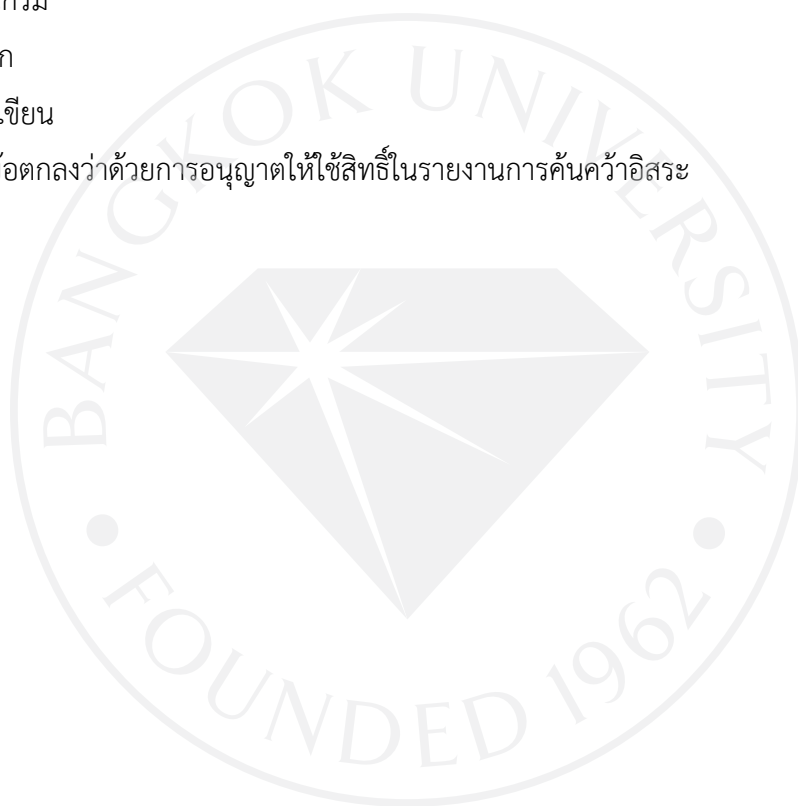 กรม
ก
เขียน
้อตกลงว่าด้วยการอนุญาตให้ใช้สิทธิ์ในรายงานการค้นคว้าอิสระ
BANGKOK UNIVERSITY
FOUNDED 1962